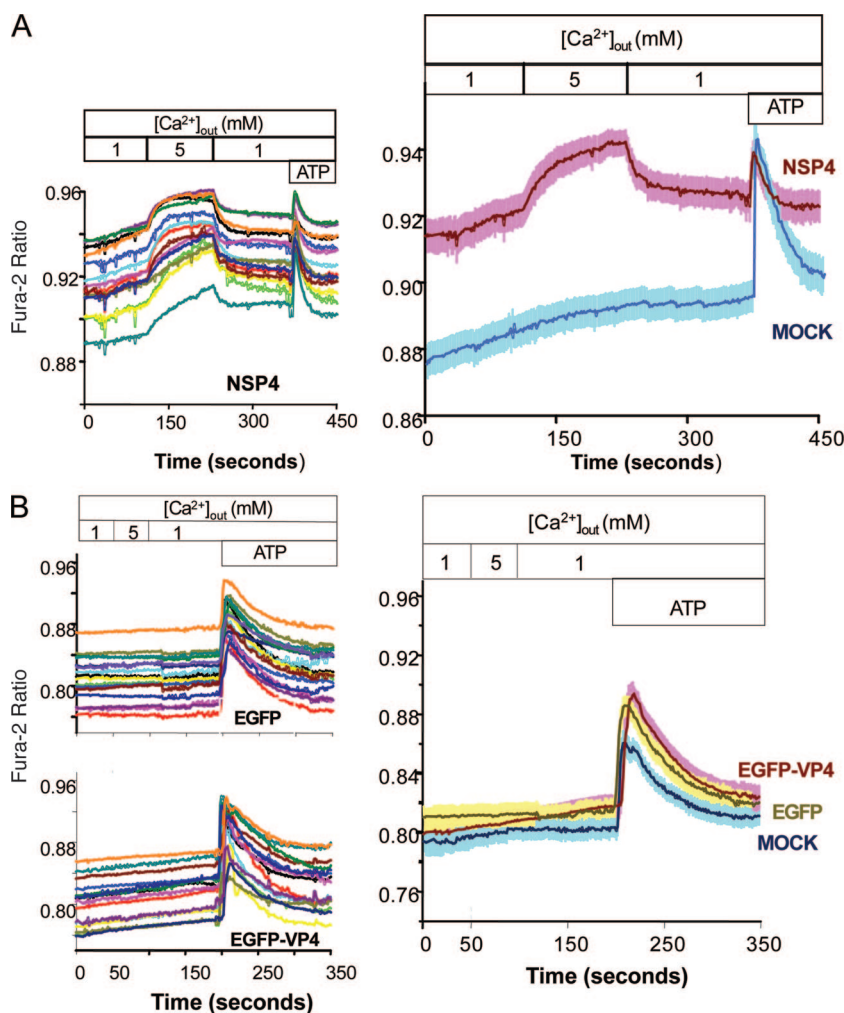 A
[Ca2+]out (mM)
1 5 1
ATP
0.96
0.92
0.88
Fura-2 Ratio
NSP4
0 150 300 450
Time (seconds)
[Ca2+]out (mM)
1 5 1
ATP
0.94
0.92
0.90
0.88
0.86
NSP4
MOCK
0 150 300 450
Time (seconds)
B
[Ca2+]out (mM)
1 5 1
ATP
0.96
0.88
0.80
EGFP
Fura-2 Ratio
0.96
0.88
0.80
EGFP-VP4
0 50 150 200 250 350
Time (seconds)
[Ca2+]out (mM)
1 5 1
ATP
0.96
0.92
0.88
0.84
0.80
0.76
EGFP-VP4
EGFP
MOCK
0 50 150 250 350
Time (seconds)